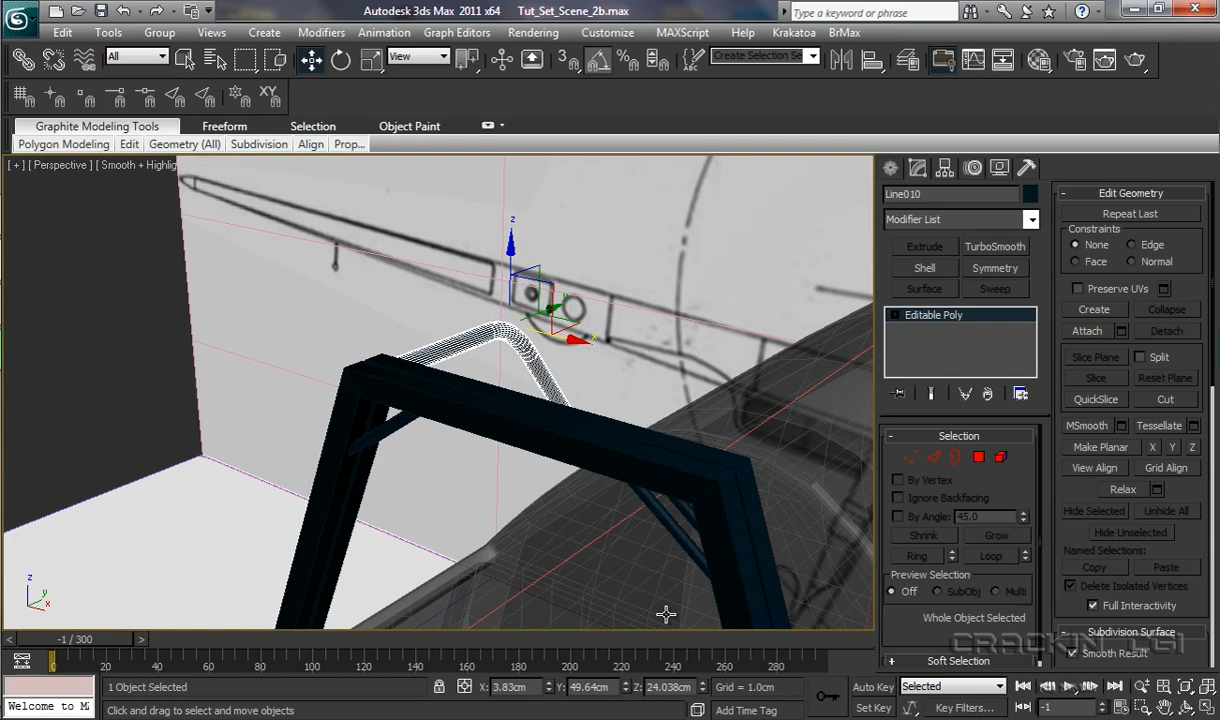 Autodesk 3ds Max 2011 x64 Tut_Set_Scene_2b.max
Type a keyword or phrase
Edit Tools Group Views Create Modifiers Animation Graph Editors Rendering Customize MAXScript Help Krakatoa BrMax
All View Create Selection Se
3 XY
Graphite Modeling Tools Freeform Selection Object Paint
Polygon Modeling Edit Geometry (All) Subdivision Align Prop...
[ + ] [ Perspective ] [ Smooth + Highlig
z
y
x
z
y
x
Line010
Modifier List
Extrude TurboSmooth
Shell Symmetry
Surface Sweep
Editable Poly
- Selection
By Vertex
Ignore Backfacing
By Angle: 45.0
Shrink Grow
Ring Loop
Preview Selection
Off SubObj Multi
Whole Object Selected
+ Soft Selection
- Edit Geometry
Repeat Last
Constraints
None Edge
Face Normal
Preserve UVs
Create Collapse
Attach Detach
Slice Plane Split
Slice Reset Plane
QuickSlice Cut
MSmooth Tessellate
Make Planar X Y Z
View Align Grid Align
Relax
Hide Selected Unhide All
Hide Unselected
Named Selections:
Copy Paste
Delete Isolated Vertices
Full Interactivity
- Subdivision Surface
CRACKIN CGI
Smooth Result
< -1 / 300 >
0 20 40 60 80 100 120 140 160 180 200 220 240 260 280
1 Object Selected X: 3.83cm Y: 49.64cm Z: 24.038cm Grid = 1.0cm Auto Key Selected
Welcome to MA Click and drag to select and move objects Add Time Tag Set Key Key Filters... -1